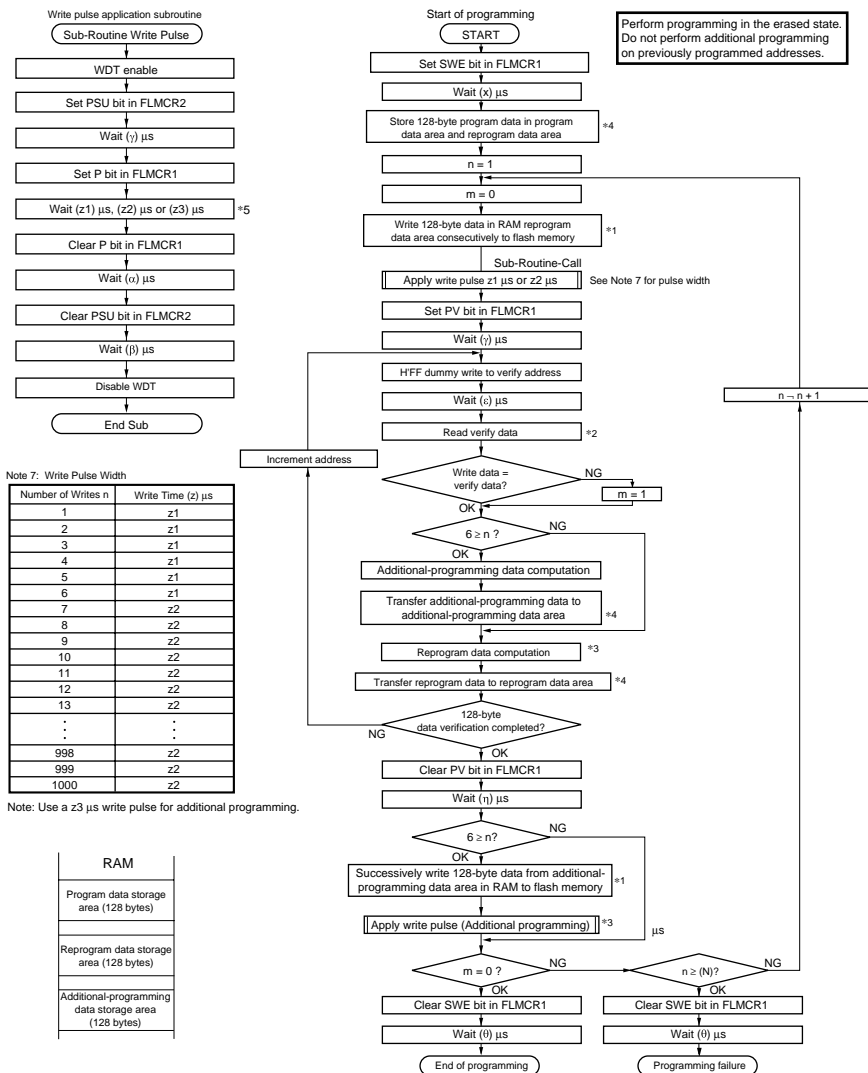 Write pulse application subroutine
Sub-Routine Write Pulse
WDT enable
Set PSU bit in FLMCR2
Wait (γ) µs
Set P bit in FLMCR1
Wait (z1) µs, (z2) µs or (z3) µs
*5
Clear P bit in FLMCR1
Wait (α) µs
Clear PSU bit in FLMCR2
Wait (β) µs
Disable WDT
End Sub
Note 7: Write Pulse Width
Number of Writes n Write Time (z) µs
1 z1
2 z1
3 z1
4 z1
5 z1
6 z1
7 z2
8 z2
9 z2
10 z2
11 z2
12 z2
13 z2
998 z2
999 z2
1000 z2
Note: Use a z3 µs write pulse for additional programming.
RAM
Program data storage
area (128 bytes)
Reprogram data storage
area (128 bytes)
Additional-programming
data storage area
(128 bytes)
Start of programming
START
Set SWE bit in FLMCR1
Wait (x) µs
Store 128-byte program data in program
data area and reprogram data area
*4
n = 1
m = 0
Write 128-byte data in RAM reprogram
data area consecutively to flash memory
*1
Sub-Routine-Call
Apply write pulse z1 µs or z2 µs
See Note 7 for pulse width
Set PV bit in FLMCR1
Wait (γ) µs
H'FF dummy write to verify address
Wait (ε) µs
Read verify data
*2
Increment address
Write data =
verify data?
NG
m = 1
OK
6 ≥ n ?
NG
OK
Additional-programming data computation
Transfer additional-programming data to
additional-programming data area
*4
Reprogram data computation
*3
Transfer reprogram data to reprogram data area
*4
128-byte
data verification completed?
NG
OK
Clear PV bit in FLMCR1
Wait (η) µs
6 ≥ n?
NG
OK
Successively write 128-byte data from additional-
programming data area in RAM to flash memory
*1
Apply write pulse (Additional programming)
*3
µs
m = 0 ?
NG
OK
Clear SWE bit in FLMCR1
Wait (θ) µs
End of programming
n ≥ (N)?
NG
OK
Clear SWE bit in FLMCR1
Wait (θ) µs
Programming failure
n ¬ n + 1
Perform programming in the erased state.
Do not perform additional programming
on previously programmed addresses.